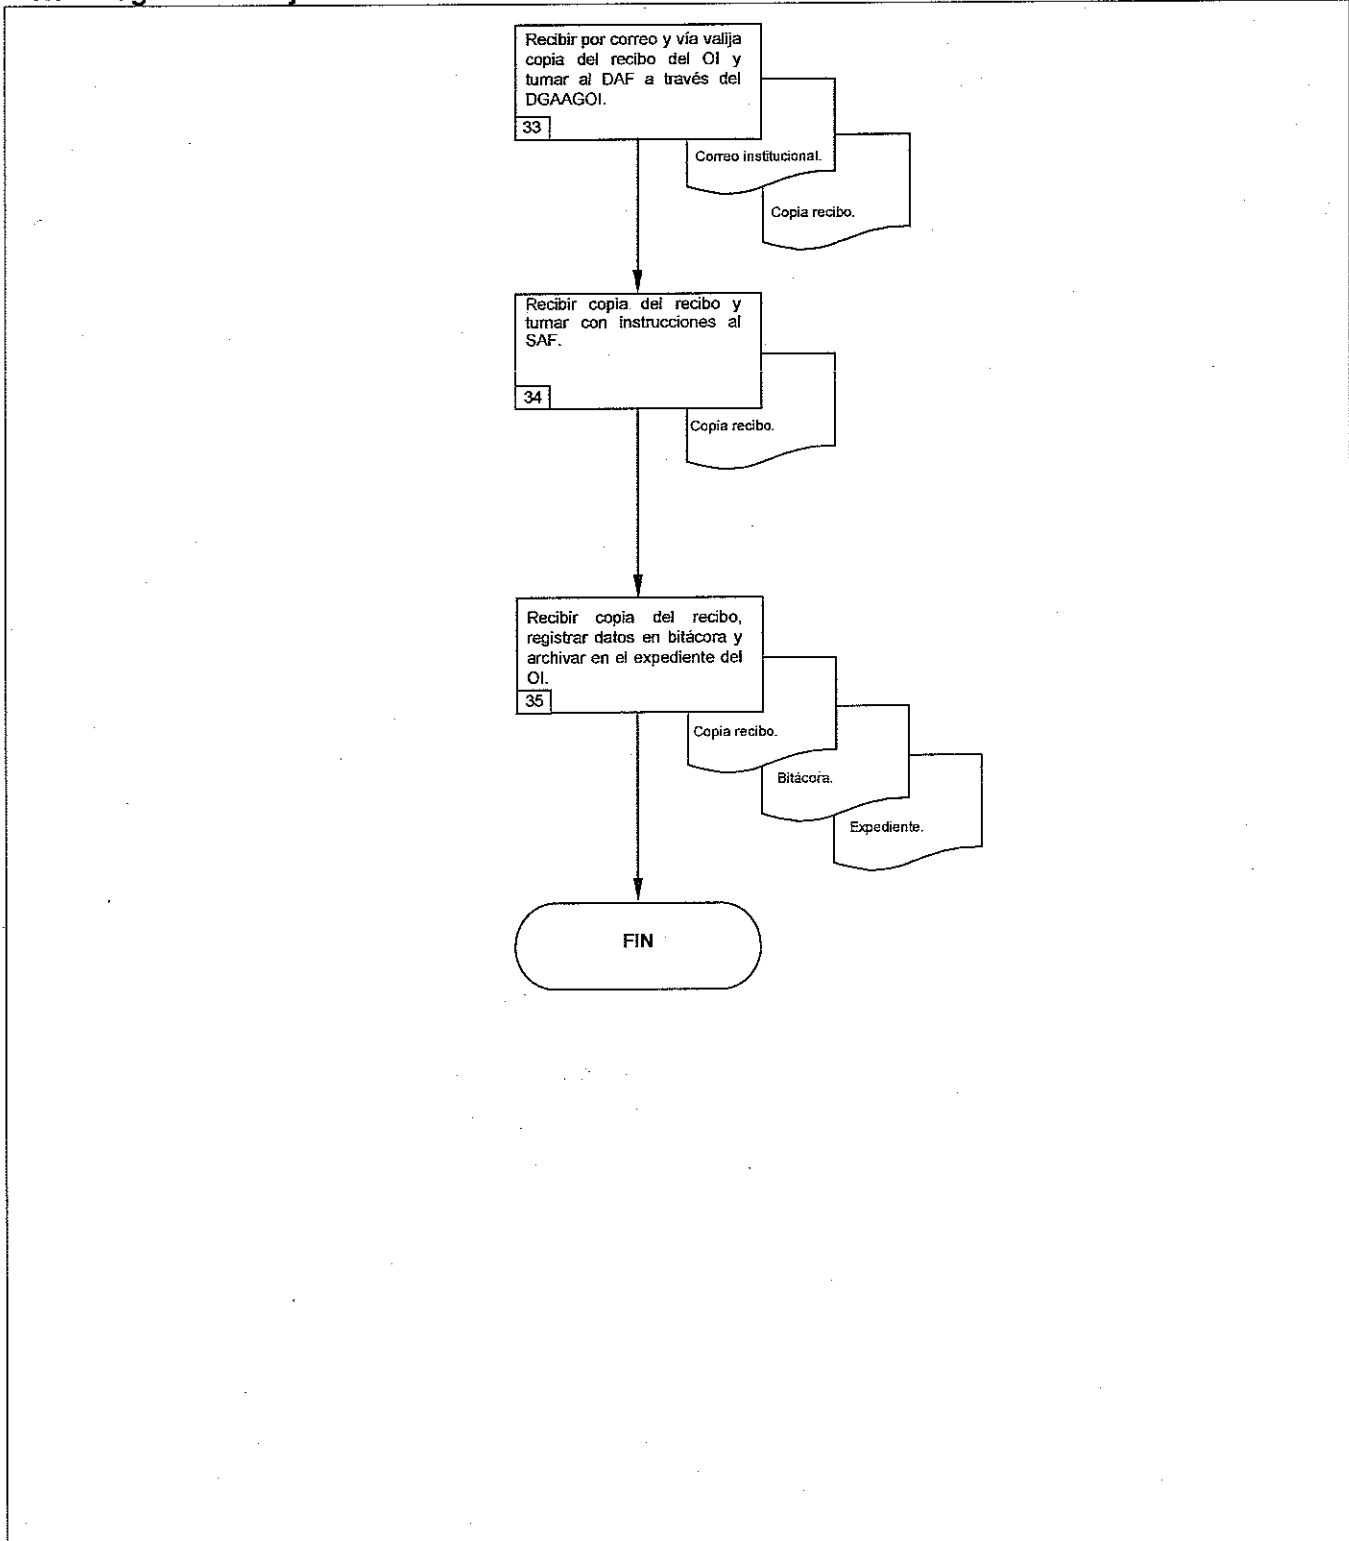 Recibir por correo y vía valija
copia del recibo del OI y
turnar al DAF a través del
DGAAGOI.
33
Correo institucional.
Copia recibo.
Recibir copia del recibo y
turnar con instrucciones al
SAF.
34
Copia recibo.
Recibir copia del recibo,
registrar datos en bitácora y
archivar en el expediente del
OI.
35
Copia recibo.
Bitácora.
Expediente.
FIN